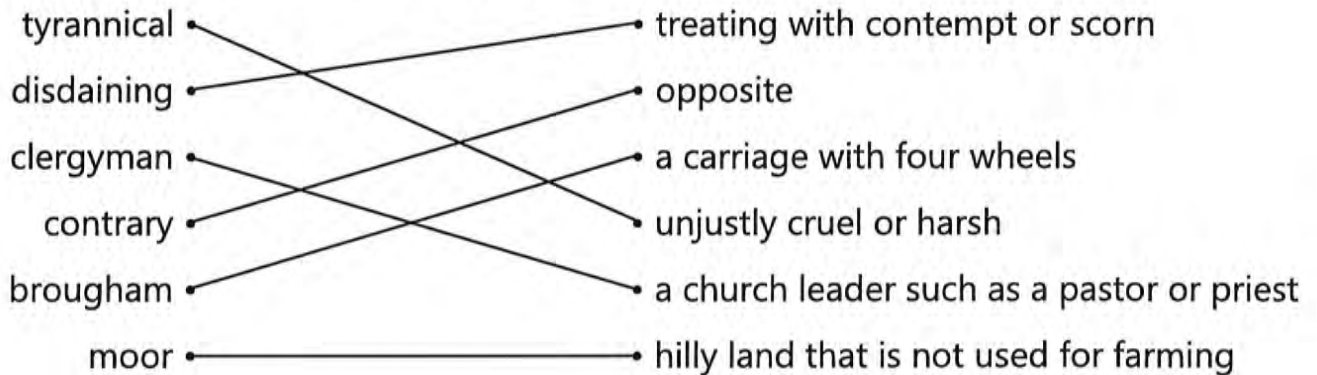 tyrannical treating with contempt or scorn
disdaining opposite
clergyman a carriage with four wheels
contrary unjustly cruel or harsh
brougham a church leader such as a pastor or priest
moor hilly land that is not used for farming